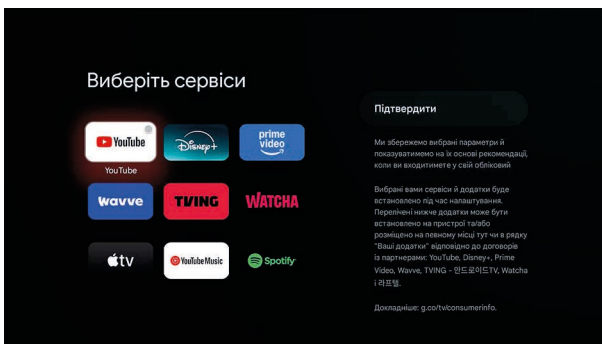 Виберіть сервіси
YouTube
Disney+
prime video
YouTube
wavve
TVING
WATCHA
tv
YouTube Music
Spotify
Підтвердити
Ми збережемо вибрані параметри й
показуватимемо на їх основі рекомендації,
коли ви входитимете у свій обліковий
Вибрані вами сервіси й додатки буде
встановлено під час налаштування.
Перелічені нижче додатки може бути
встановлено на пристрої та/або
розміщено на певному місці тут чи в рядку
"Ваші додатки" відповідно до договорів
із партнерами: YouTube, Disney+, Prime
Video, Wavve, TVING - 안드로이드TV, Watcha
і 라프텔.
Докладніше: g.co/tv/consumerinfo.